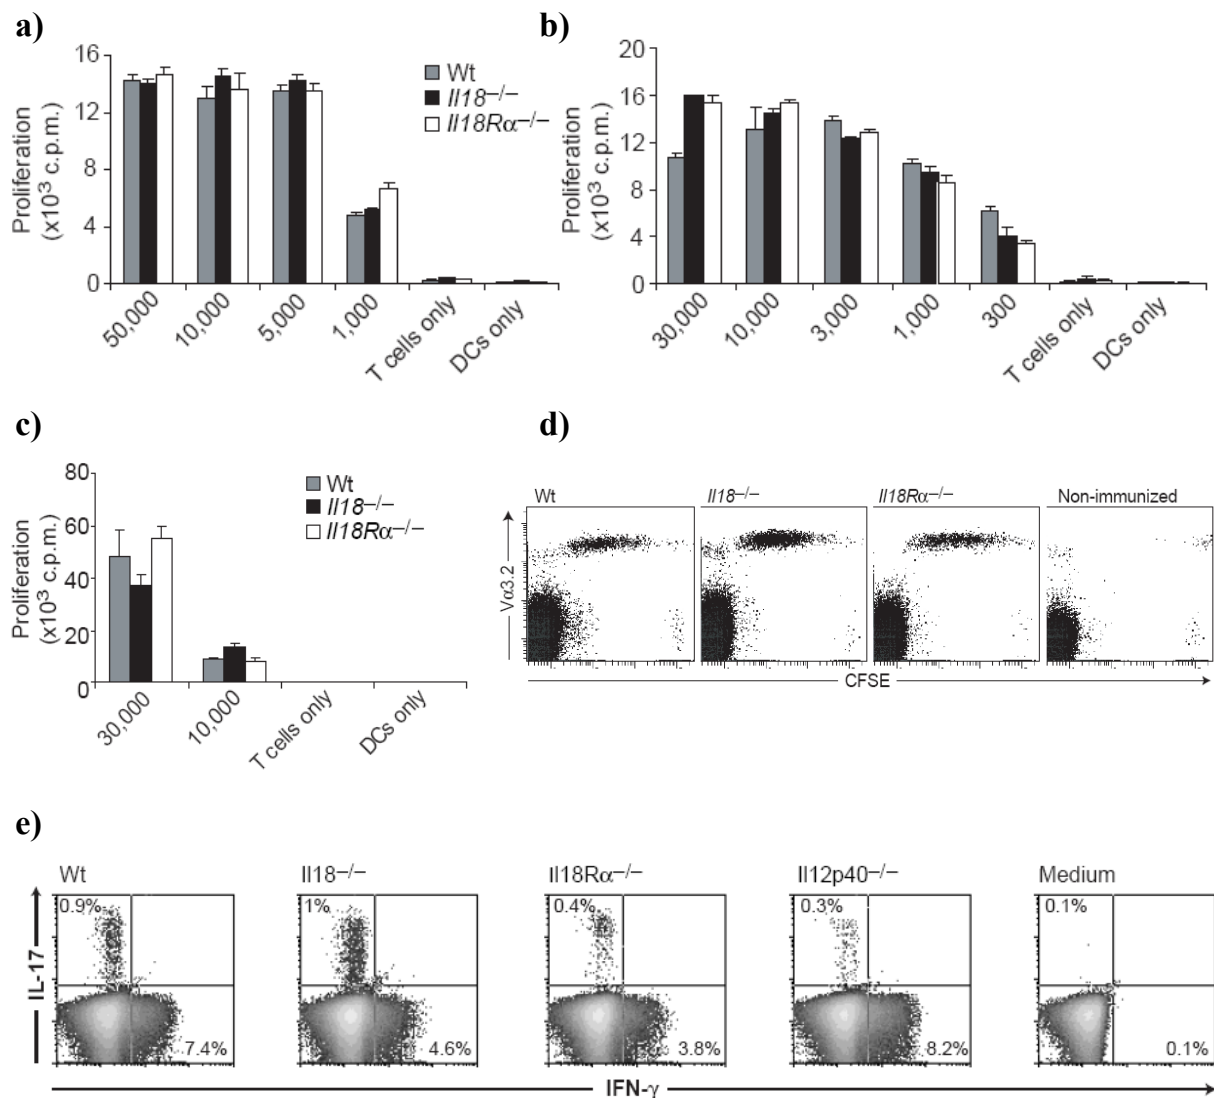 a)
16
12
8
4
0
Proliferation
(x10³ c.p.m.)
Wt
Il18–/–
Il18Rα–/–
50,000
10,000
5,000
1,000
T cells only
DCs only
b)
20
16
12
8
4
0
Proliferation
(x10³ c.p.m.)
30,000
10,000
3,000
1,000
300
T cells only
DCs only
c)
80
60
40
20
0
Proliferation
(x10³ c.p.m.)
Wt
Il18–/–
Il18Rα–/–
30,000
10,000
T cells only
DCs only
d)
Wt
Il18–/–
Il18Rα–/–
Non-immunized
Vα3.2
CFSE
e)
Wt
Il18–/–
Il18Rα–/–
Il12p40–/–
Medium
0.9%
1%
0.4%
0.3%
0.1%
IL-17
7.4%
4.6%
3.8%
8.2%
0.1%
IFN-γ